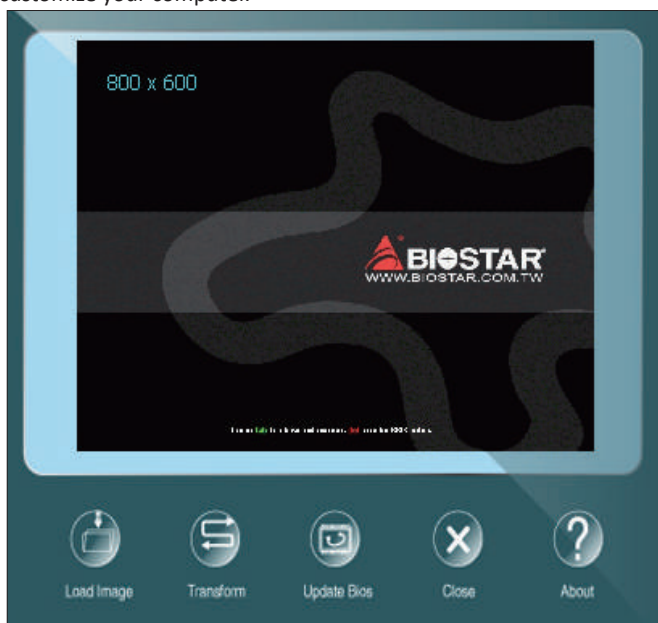 customize your computer.
800 x 600
BIOSTAR
WWW.BIOSTAR.COM.TW
Load Image
Transform
Update Bios
Close
About